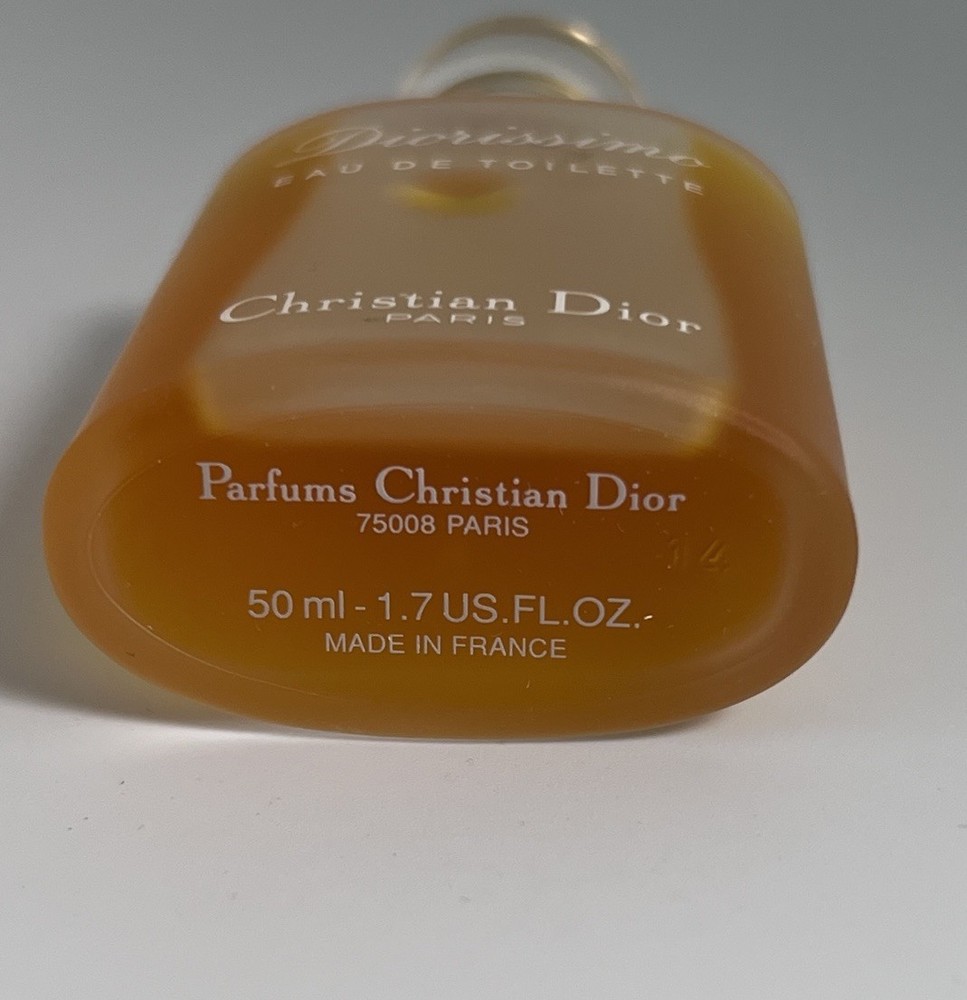 Diorissimo
EAU DE TOILETTE
Christian Dior
PARIS
Parfums Christian Dior
75008 PARIS
14
50 ml - 1.7 US.FL.OZ.
MADE IN FRANCE